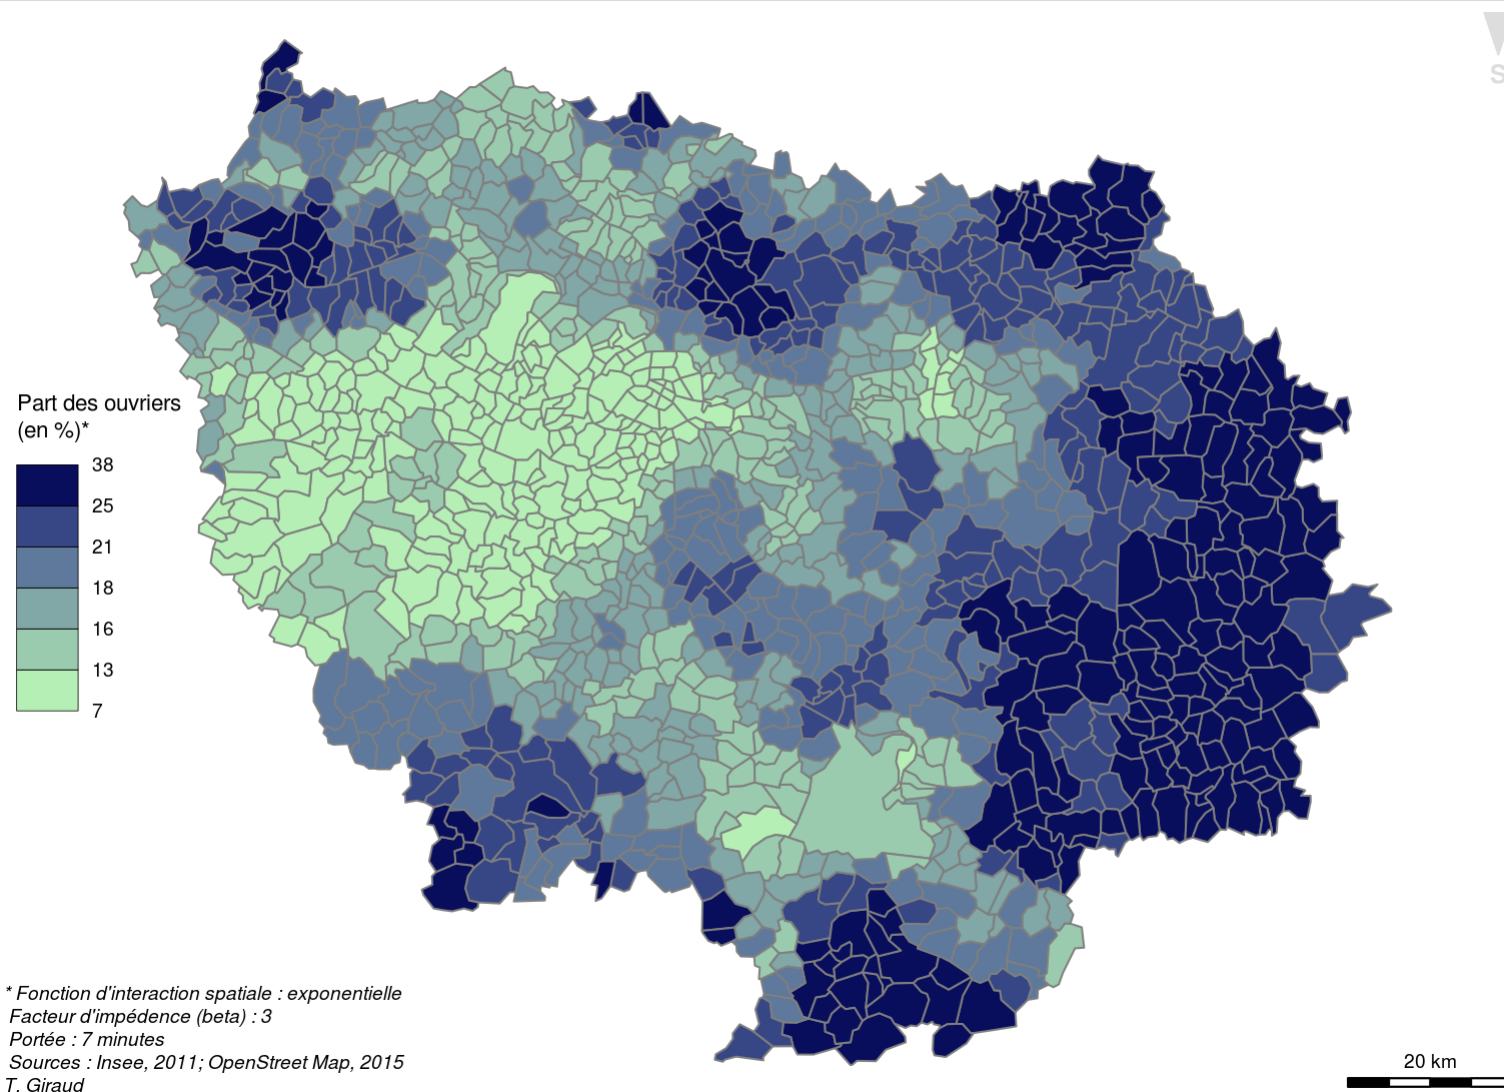 S
Part des ouvriers
(en %)*
38
25
21
18
16
13
7
* Fonction d'interaction spatiale : exponentielle
Facteur d'impédence (beta) : 3
Portée : 7 minutes
Sources : Insee, 2011; OpenStreet Map, 2015
T. Giraud
20 km